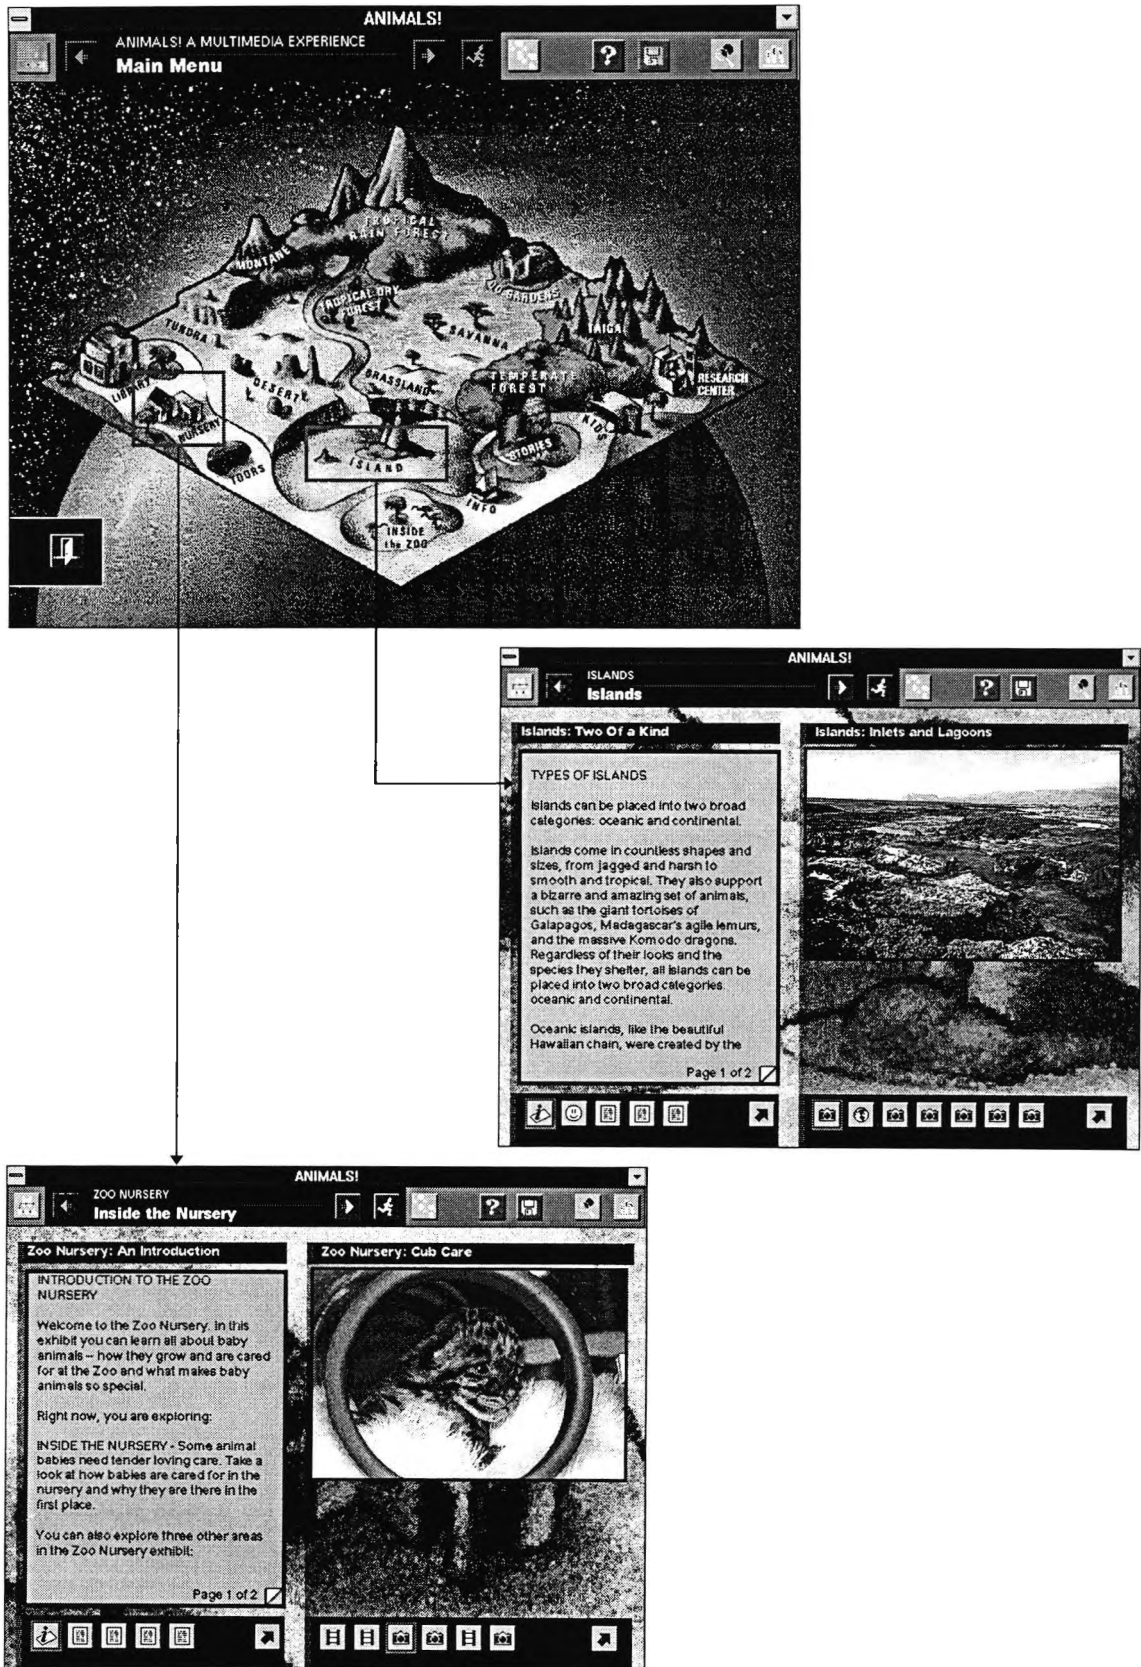 ANIMALS!
ANIMALS! A MULTIMEDIA EXPERIENCE
Main Menu
TROPICAL
RAIN FOREST
MONTANE
ZOO GARDENS
TROPICAL DRY
FOREST
TAIGA
TUNDRA
SAVANNA
GRASSLAND
TEMPERATE
FOREST
RESEARCH
CENTER
LIBRARY
DESERT
NURSERY
KIDS
STORIES
TOURS
ISLAND
INFO
INSIDE
the ZOO
ANIMALS!
ISLANDS
Islands
Islands: Two Of a Kind
TYPES OF ISLANDS
Islands can be placed into two broad
categories: oceanic and continental.
Islands come in countless shapes and
sizes, from jagged and harsh to
smooth and tropical. They also support
a bizarre and amazing set of animals,
such as the giant tortoises of
Galapagos, Madagascar's agile lemurs,
and the massive Komodo dragons.
Regardless of their looks and the
species they shelter, all islands can be
placed into two broad categories:
oceanic and continental.
Oceanic islands, like the beautiful
Hawaiian chain, were created by the
Page 1 of 2
Islands: Inlets and Lagoons
ANIMALS!
ZOO NURSERY
Inside the Nursery
Zoo Nursery: An Introduction
INTRODUCTION TO THE ZOO
NURSERY
Welcome to the Zoo Nursery. In this
exhibit you can learn all about baby
animals -- how they grow and are cared
for at the Zoo and what makes baby
animals so special.
Right now, you are exploring:
INSIDE THE NURSERY - Some animal
babies need tender loving care. Take a
look at how babies are cared for in the
nursery and why they are there in the
first place.
You can also explore three other areas
in the Zoo Nursery exhibit:
Page 1 of 2
Zoo Nursery: Cub Care